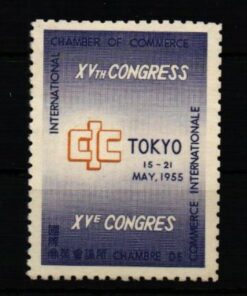 INTERNATIONAL CHAMBER OF COMMERCE
XVTH CONGRESS
TOKYO
15-21
MAY, 1955
XVE CONGRES
CHAMBRE DE COMMERCE INTERNATIONALE